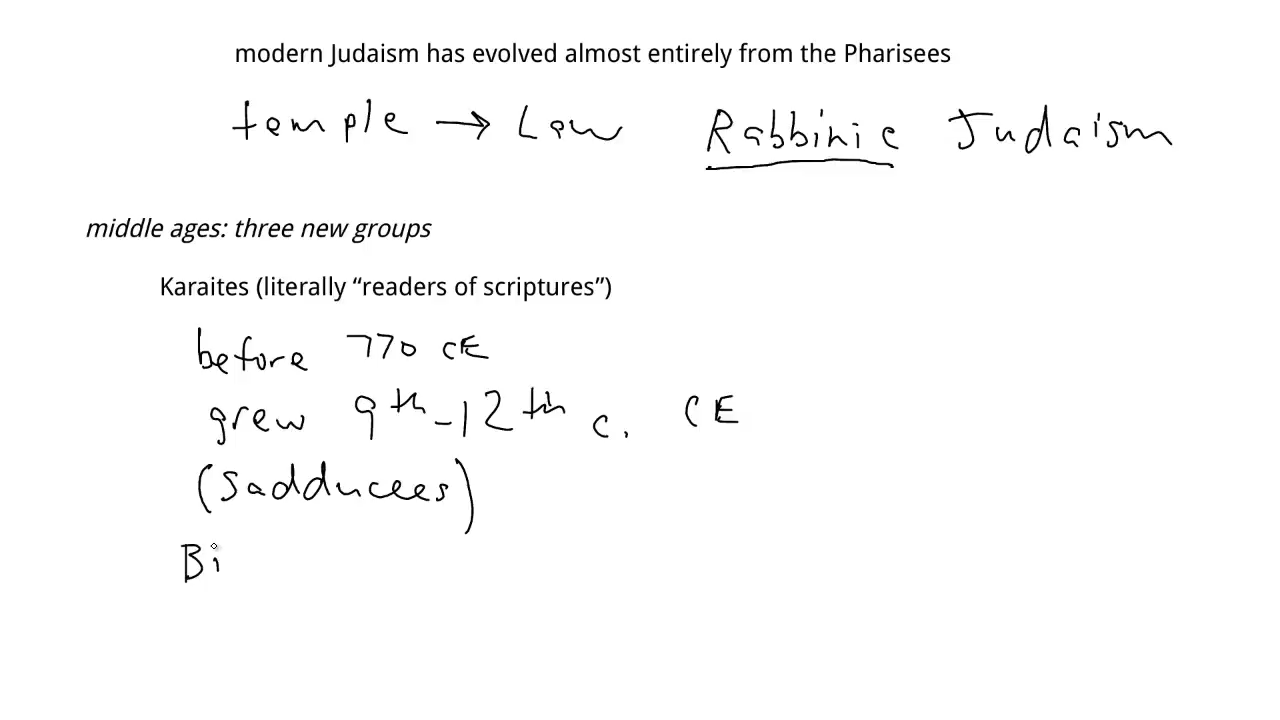 modern Judaism has evolved almost entirely from the Pharisees
temple → Law Rabbinic Judaism
middle ages: three new groups
Karaites (literally “readers of scriptures”)
before 770 CE
grew 9th-12th c. CE
(Sadducees)
Bi